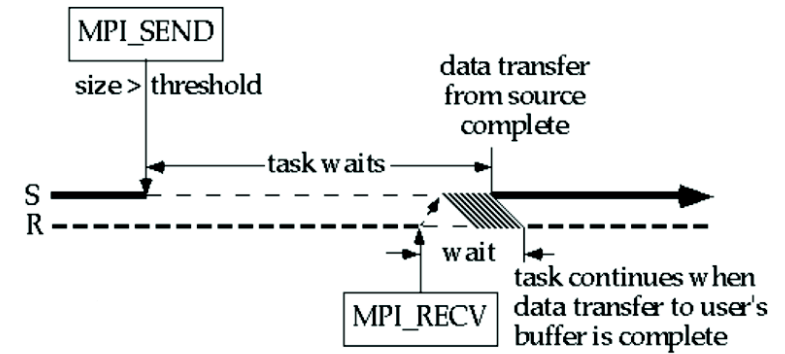 MPI_SEND
size > threshold
data transfer
from source
complete
task waits
S
R
wait
MPI_RECV
task continues when
data transfer to user's
buffer is complete